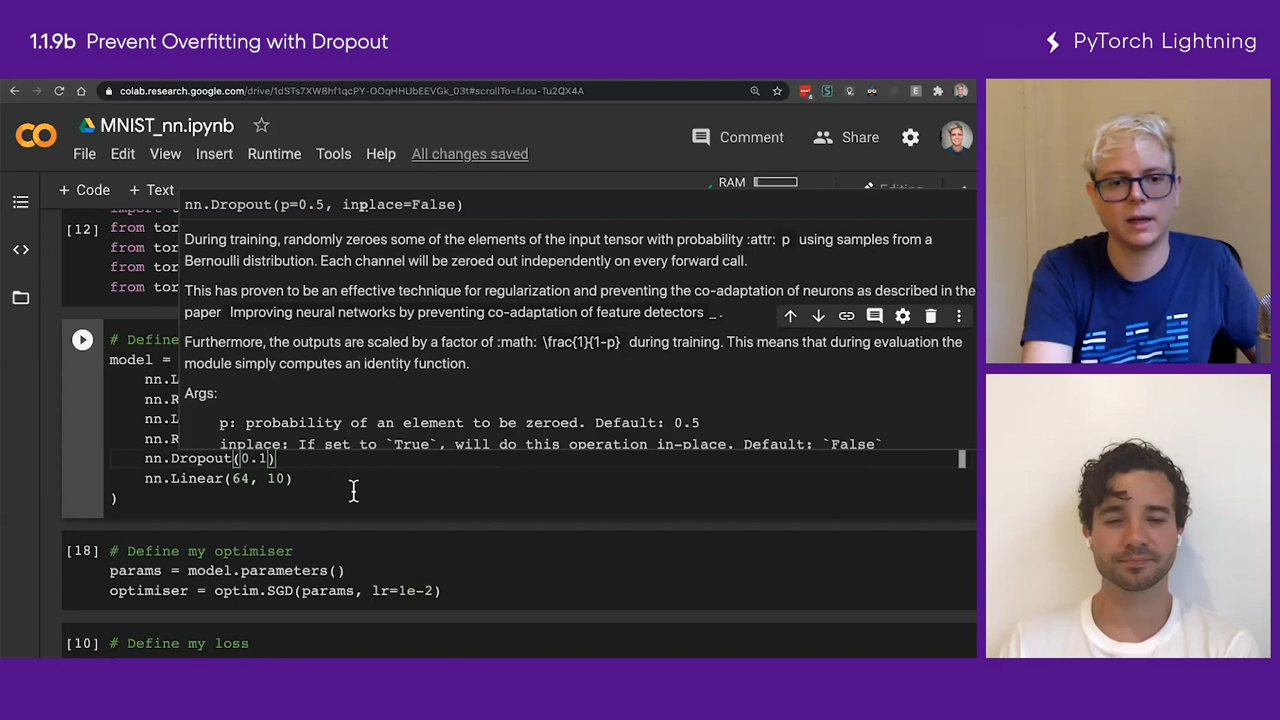 1.1.9b Prevent Overfitting with Dropout
PyTorch Lightning
colab.research.google.com/drive/1dSTs7XW8hf1qcPY-OOqHHUbEEVGk_03t#scrollTo=fJou-Tu2QX4A
CO
MNIST_nn.ipynb
Comment
Share
File Edit View Insert Runtime Tools Help All changes saved
+ Code + Text
RAM
Editing
nn.Dropout(p=0.5, inplace=False)
[12]
from tor
from tor
from tor
from tor
During training, randomly zeroes some of the elements of the input tensor with probability :attr: p using samples from a
Bernoulli distribution. Each channel will be zeroed out independently on every forward call.
This has proven to be an effective technique for regularization and preventing the co-adaptation of neurons as described in the
paper Improving neural networks by preventing co-adaptation of feature detectors _ .
Furthermore, the outputs are scaled by a factor of :math: \frac{1}{1-p} during training. This means that during evaluation the
module simply computes an identity function.
Args:
p: probability of an element to be zeroed. Default: 0.5
inplace: If set to `True`, will do this operation in-place. Default: `False`
# Defin
model =
nn.L
nn.R
nn.L
nn.R
nn.Dropout(0.1)
nn.Linear(64, 10)
)
[18] # Define my optimiser
params = model.parameters()
optimiser = optim.SGD(params, lr=1e-2)
[10] # Define my loss